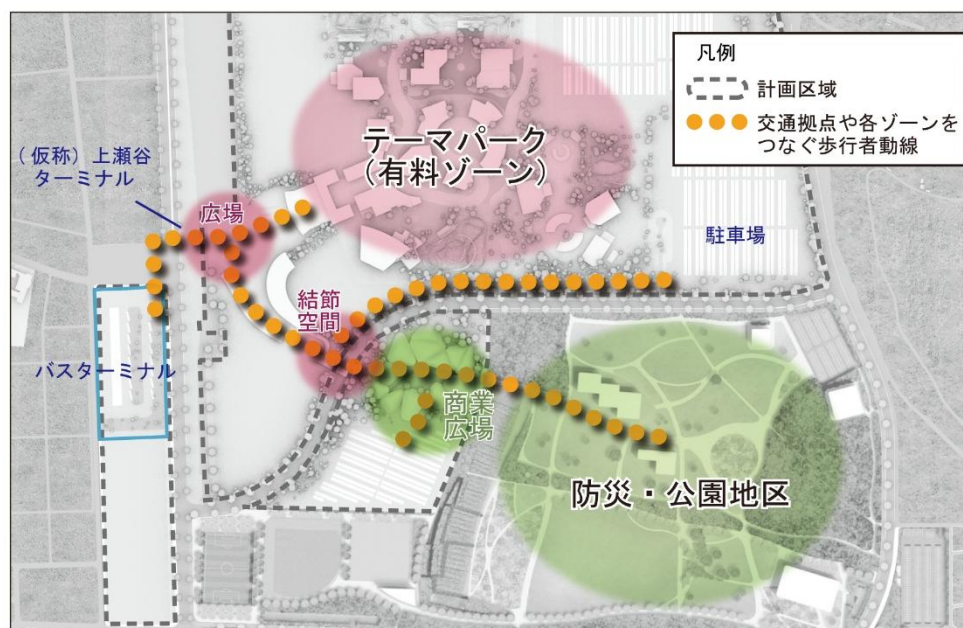 凡例
計画区域
交通拠点や各ゾーンを
つなぐ歩行者動線
テーマパーク
（有料ゾーン）
（仮称）上瀬谷
ターミナル
広場
駐車場
結節
空間
バスターミナル
商業
広場
防災・公園地区